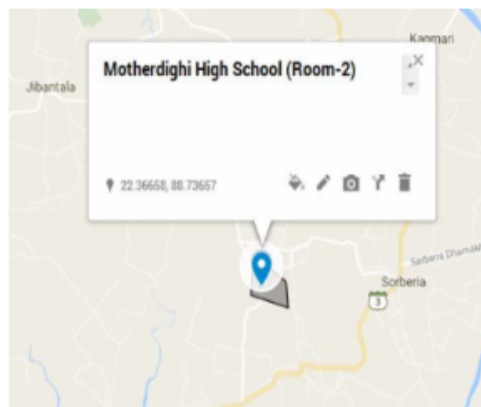 Kanmari
Motherdighi High School (Room-2)
Jibantala
22.36658, 88.73657
Sorberia
3